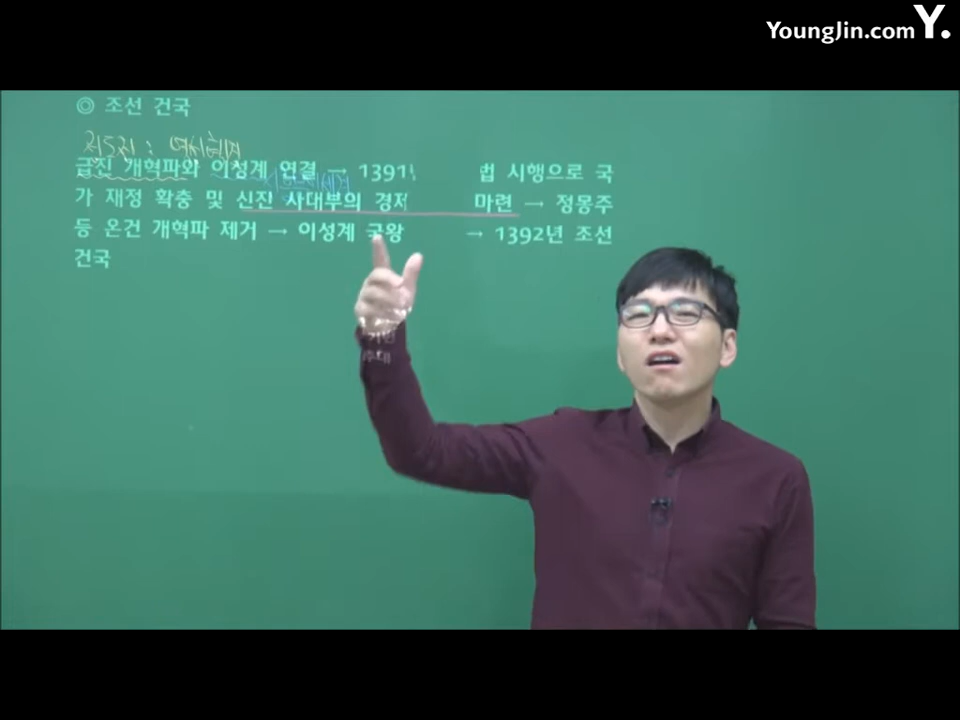 YoungJin.com Y.
◎ 조선 건국
급진 개혁파와 이성계 연결 → 1391 법 시행으로 국
가 재정 확충 및 신진 사대부의 경 마련 → 정몽주
등 온건 개혁파 제거 → 이성계 국왕 → 1392년 조선
건국